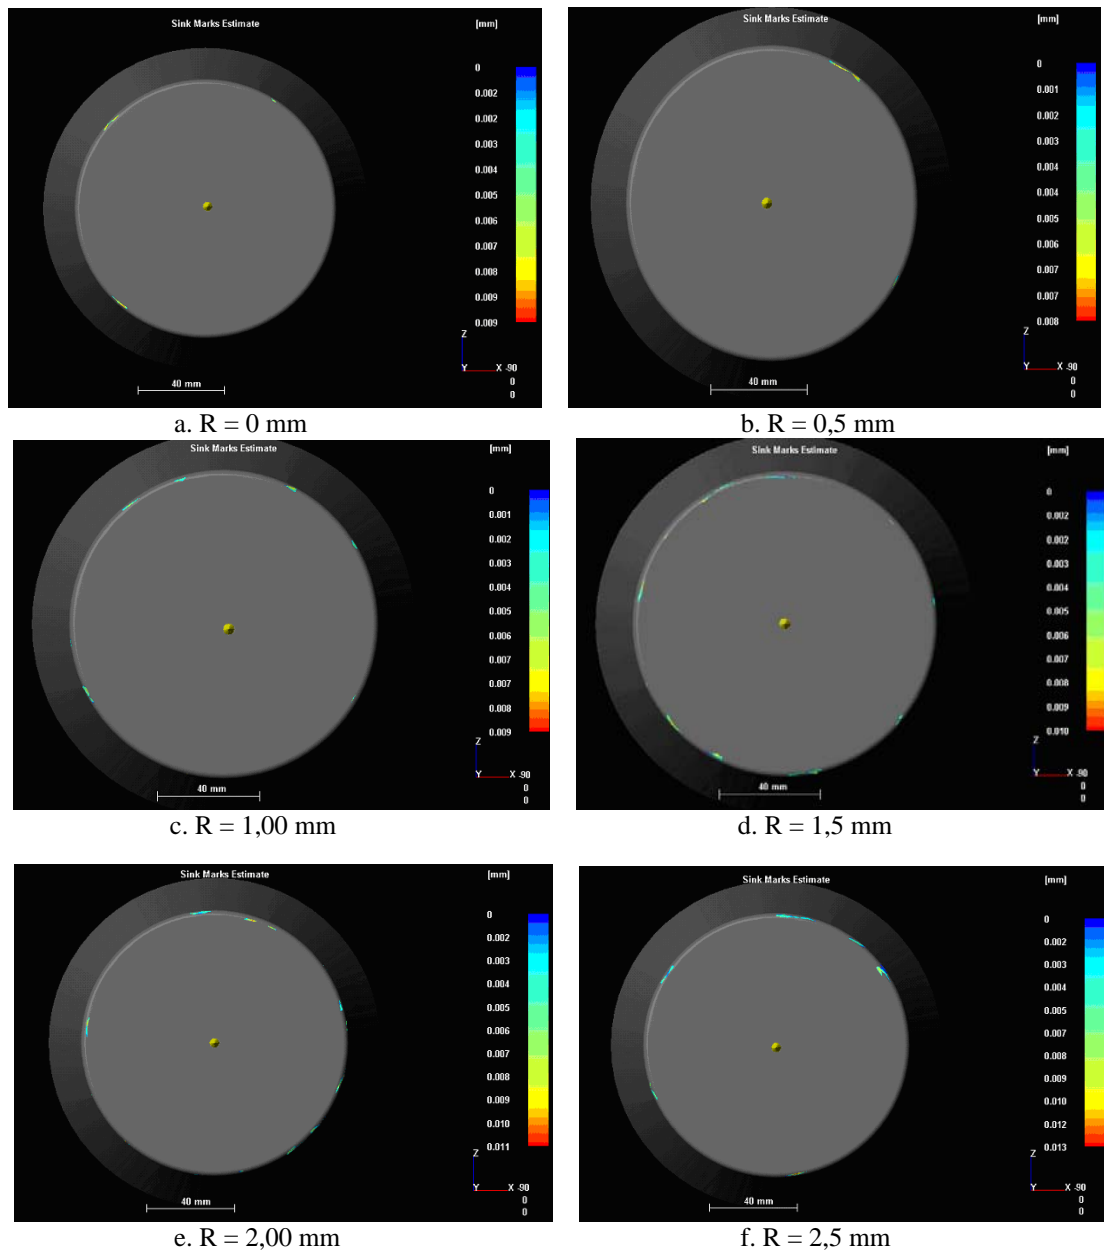 Sink Marks Estimate
[mm]
0
0.002
0.002
0.003
0.004
0.005
0.006
0.007
0.008
0.009
0.009
Z
Y X -90
0
0
40 mm
a. R = 0 mm
Sink Marks Estimate
[mm]
0
0.001
0.002
0.003
0.003
0.004
0.005
0.006
0.007
0.007
0.008
Z
Y X -90
0
0
40 mm
b. R = 0,5 mm
Sink Marks Estimate
[mm]
0
0.001
0.002
0.003
0.004
0.005
0.006
0.007
0.007
0.008
0.009
Z
Y X -90
0
0
40 mm
c. R = 1,00 mm
Sink Marks Estimate
[mm]
0
0.002
0.002
0.003
0.004
0.005
0.006
0.007
0.008
0.009
0.010
Z
Y X -90
0
0
40 mm
d. R = 1,5 mm
Sink Marks Estimate
[mm]
0
0.002
0.003
0.003
0.005
0.006
0.007
0.008
0.009
0.010
0.011
Z
Y X -90
0
0
40 mm
e. R = 2,00 mm
Sink Marks Estimate
[mm]
0
0.002
0.003
0.004
0.005
0.007
0.008
0.009
0.010
0.012
0.013
Z
Y X -90
0
0
40 mm
f. R = 2,5 mm